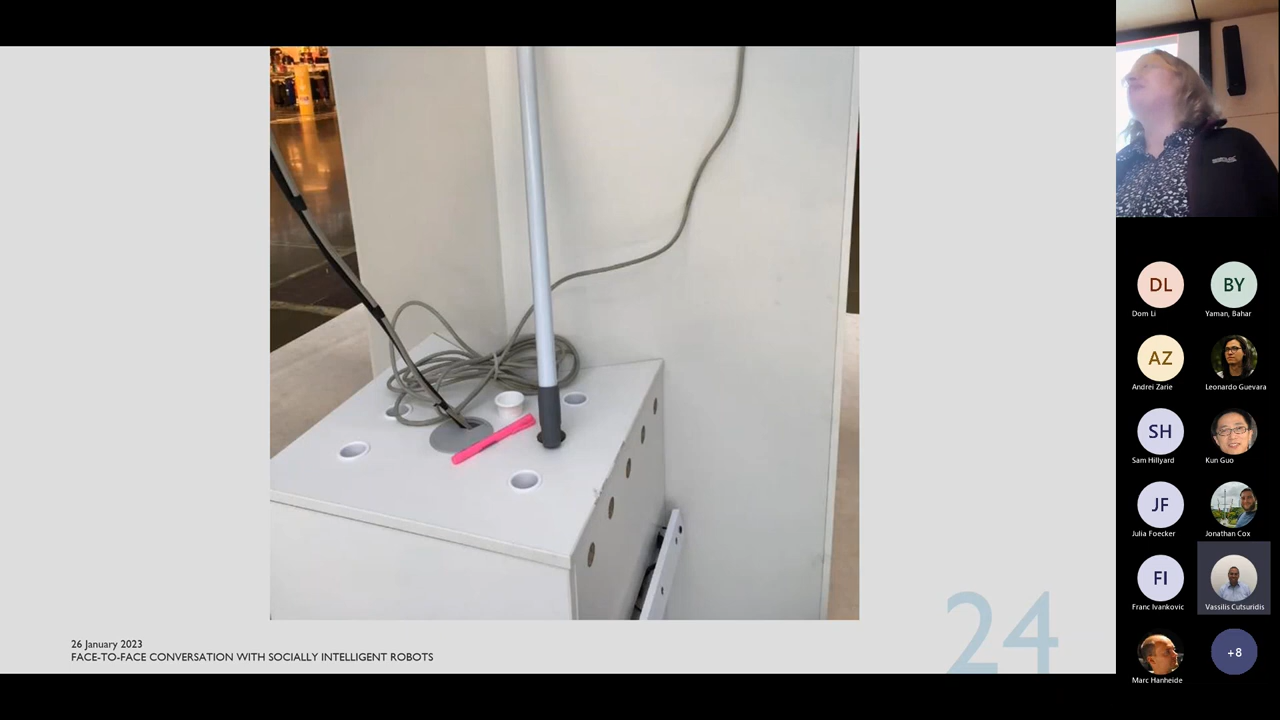 26 January 2023
FACE-TO-FACE CONVERSATION WITH SOCIALLY INTELLIGENT ROBOTS
24
DL
Dom Li
BY
Yaman, Bahar
AZ
Andrei Zarie
Leonardo Guevara
SH
Sam Hillyard
Kun Guo
JF
Julia Foecker
Jonathan Cox
FI
Franc Ivankovic
Vassilis Cutsuridis
Marc Hanheide
+8